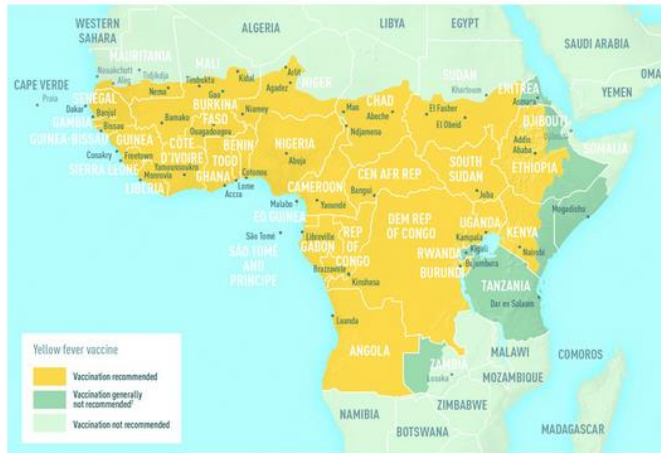 WESTERN
SAHARA
ALGERIA
LIBYA
EGYPT
SAUDI ARABIA
OMAN
YEMEN
CAPE VERDE
Praia
MAURITANIA
Nouakchott
Aleg
Tidjikdja
Nema
MALI
Timbuktu
Kidal
Gao
Bamako
Arlit
Agadez
NIGER
Niamey
CHAD
Mao
Abeche
Ndjamena
SUDAN
Khartoum
El Fasher
El Obeid
ERITREA
Asmara
DJIBOUTI
SOMALIA
Mogadishu
Addis
Ababa
ETHIOPIA
SENEGAL
Dakar
GAMBIA
Banjul
Bissau
GUINEA-BISSAU
GUINEA
Conakry
Freetown
SIERRA LEONE
Monrovia
LIBERIA
CÔTE
D'IVOIRE
Yamoussoukro
BURKINA
FASO
Ouagadougou
GHANA
Accra
TOGO
Lome
BENIN
Cotonou
NIGERIA
Abuja
CAMEROON
Yaoundé
Malabo
EQ GUINEA
São Tomé
SÃO TOMÉ
AND
PRINCIPE
Libreville
GABON
REP
OF
CONGO
Brazzaville
Kinshasa
CEN AFR REP
Bangui
SOUTH
SUDAN
Juba
DEM REP
OF CONGO
UGANDA
Kampala
KENYA
Nairobi
RWANDA
Kigali
BURUNDI
Bujumbura
TANZANIA
Dar es Salaam
Luanda
ANGOLA
ZAMBIA
Lusaka
MALAWI
MOZAMBIQUE
COMOROS
ZIMBABWE
NAMIBIA
BOTSWANA
MADAGASCAR
Yellow fever vaccine
Vaccination recommended
Vaccination generally
not recommended¹
Vaccination not recommended